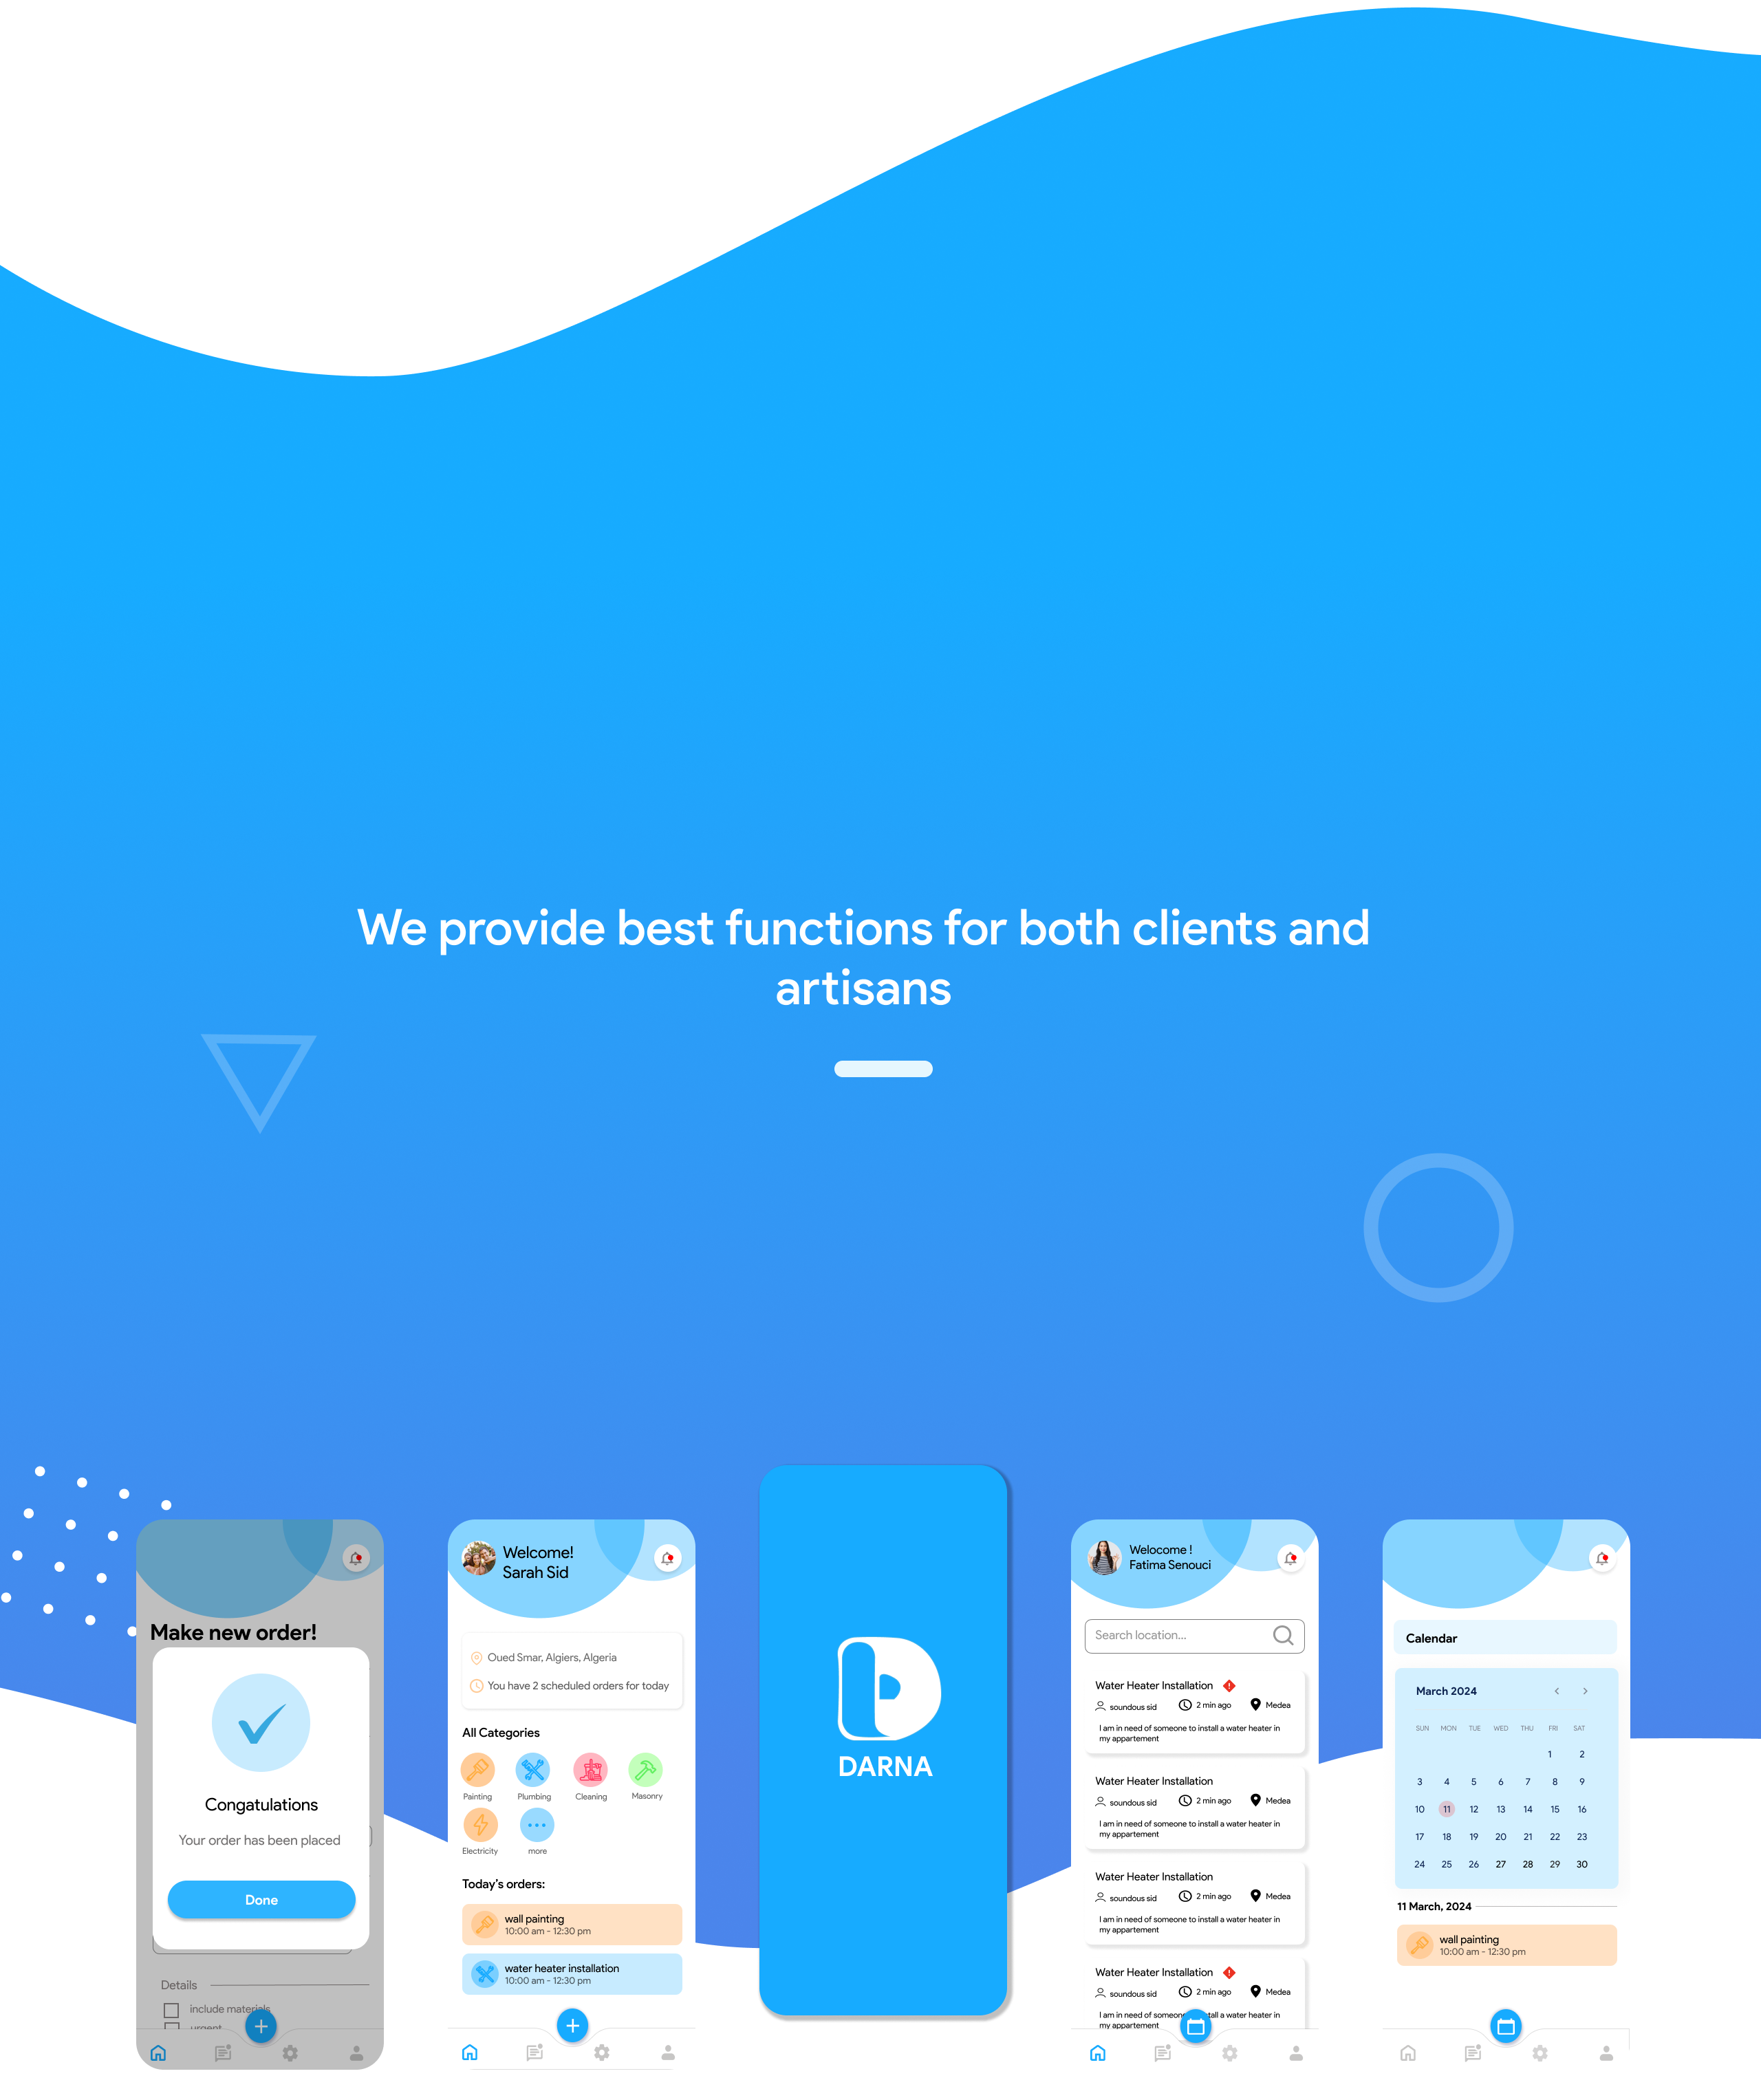 We provide best functions for both clients and
artisans
Make new order!
Congatulations
Your order has been placed
Done
Details
include materials
urgent
Welcome!
Sarah Sid
Oued Smar, Algiers, Algeria
You have 2 scheduled orders for today
All Categories
Painting Plumbing Cleaning Masonry
Electricity more
Today's orders:
wall painting
10:00 am - 12:30 pm
water heater installation
10:00 am - 12:30 pm
DARNA
Welocome !
Fatima Senouci
Search location...
Water Heater Installation
soundous sid 2 min ago Medea
I am in need of someone to install a water heater in
my appartement
Water Heater Installation
soundous sid 2 min ago Medea
I am in need of someone to install a water heater in
my appartement
Water Heater Installation
soundous sid 2 min ago Medea
I am in need of someone to install a water heater in
my appartement
Water Heater Installation
soundous sid 2 min ago Medea
I am in need of someone tall a water heater in
my appartement
Calendar
March 2024
SUN MON TUE WED THU FRI SAT
1 2
3 4 5 6 7 8 9
10 11 12 13 14 15 16
17 18 19 20 21 22 23
24 25 26 27 28 29 30
11 March, 2024
wall painting
10:00 am - 12:30 pm